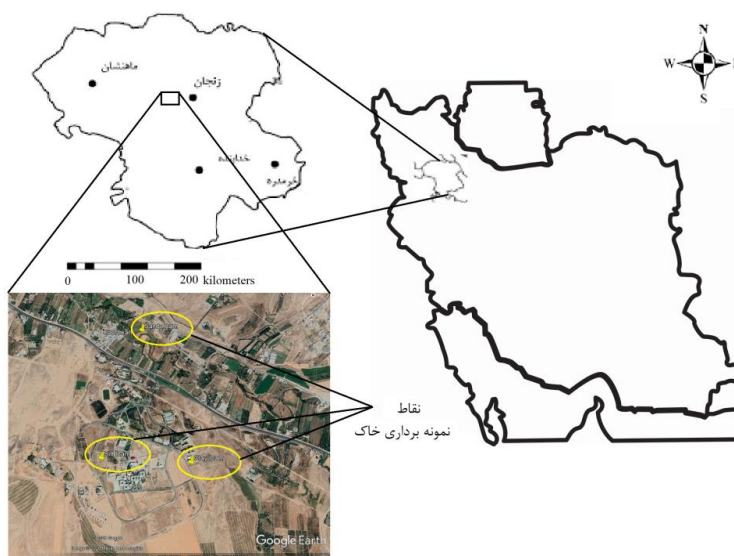 N
W
S
ماهنشان
زنجان
خدابنده
خرمدره
0 100 200 kilometers
نقاط
نمونه برداری خاک
Google Earth